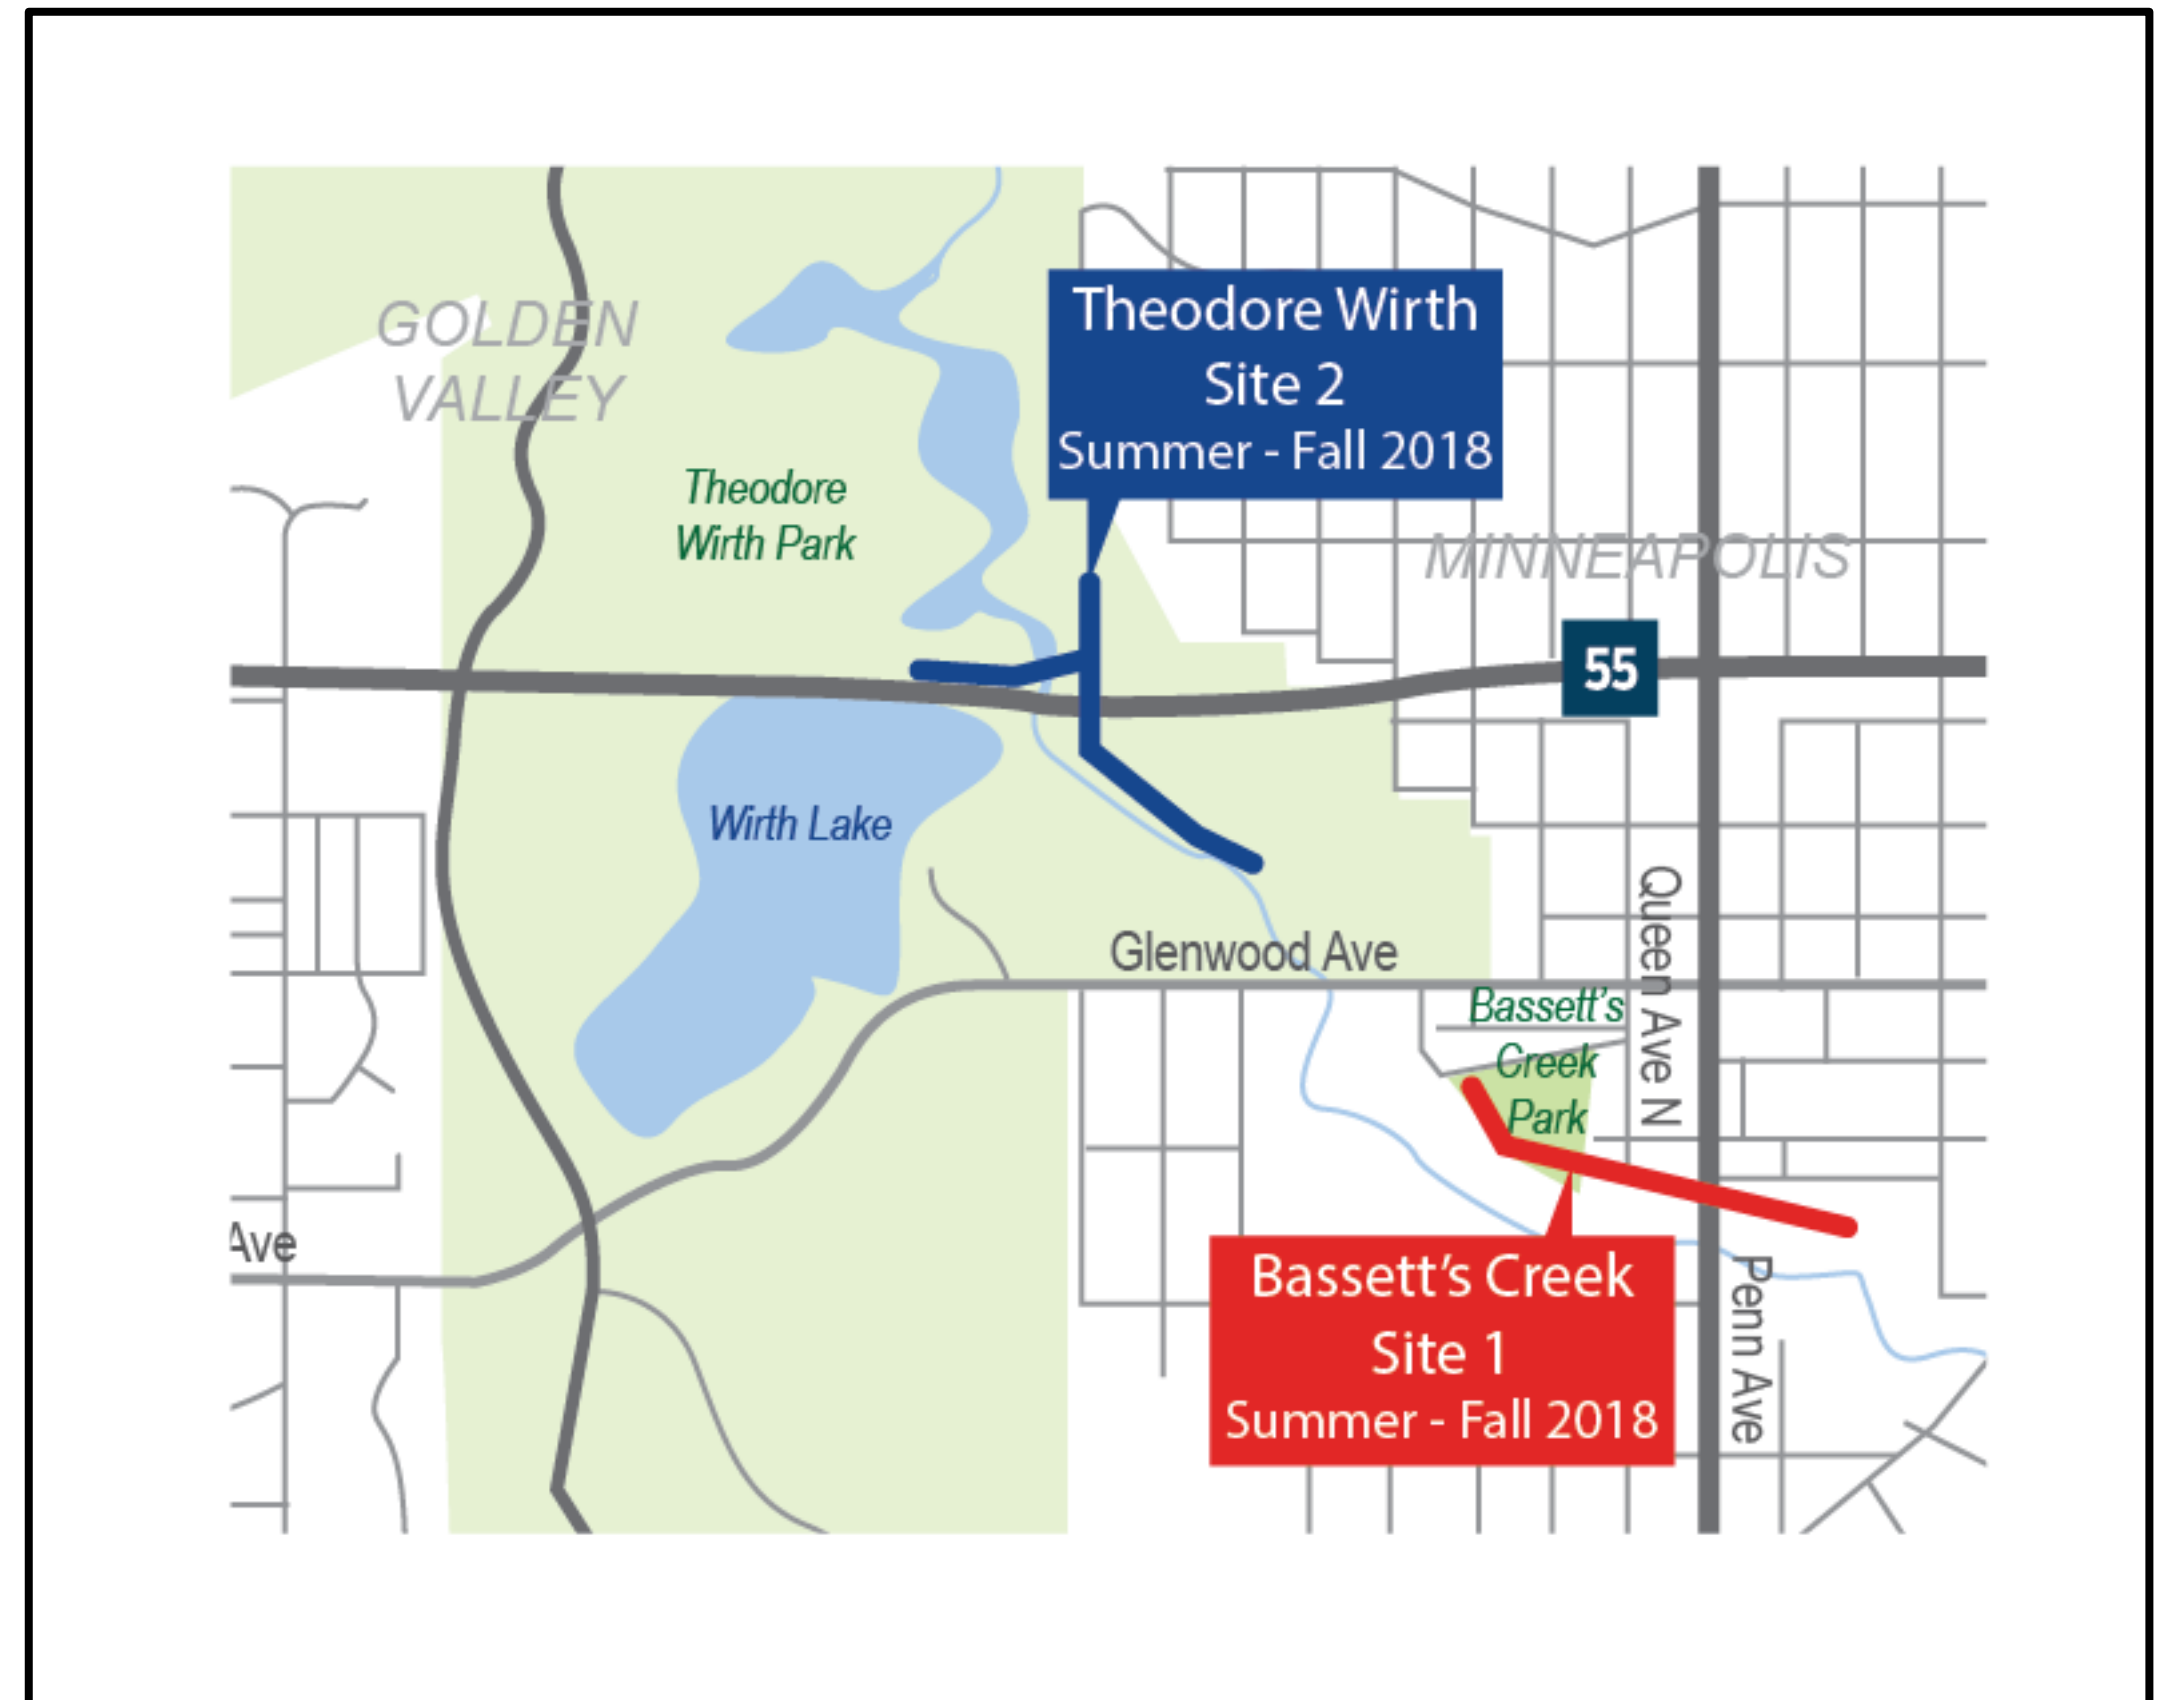 GOLDEN
VALLEY
Theodore Wirth
Site 2
Summer - Fall 2018
Theodore
Wirth Park
MINNEAPOLIS
55
Wirth Lake
Queen Ave N
Glenwood Ave
Bassett's
Creek
Park
Ave
Bassett's Creek
Site 1
Summer - Fall 2018
Penn Ave